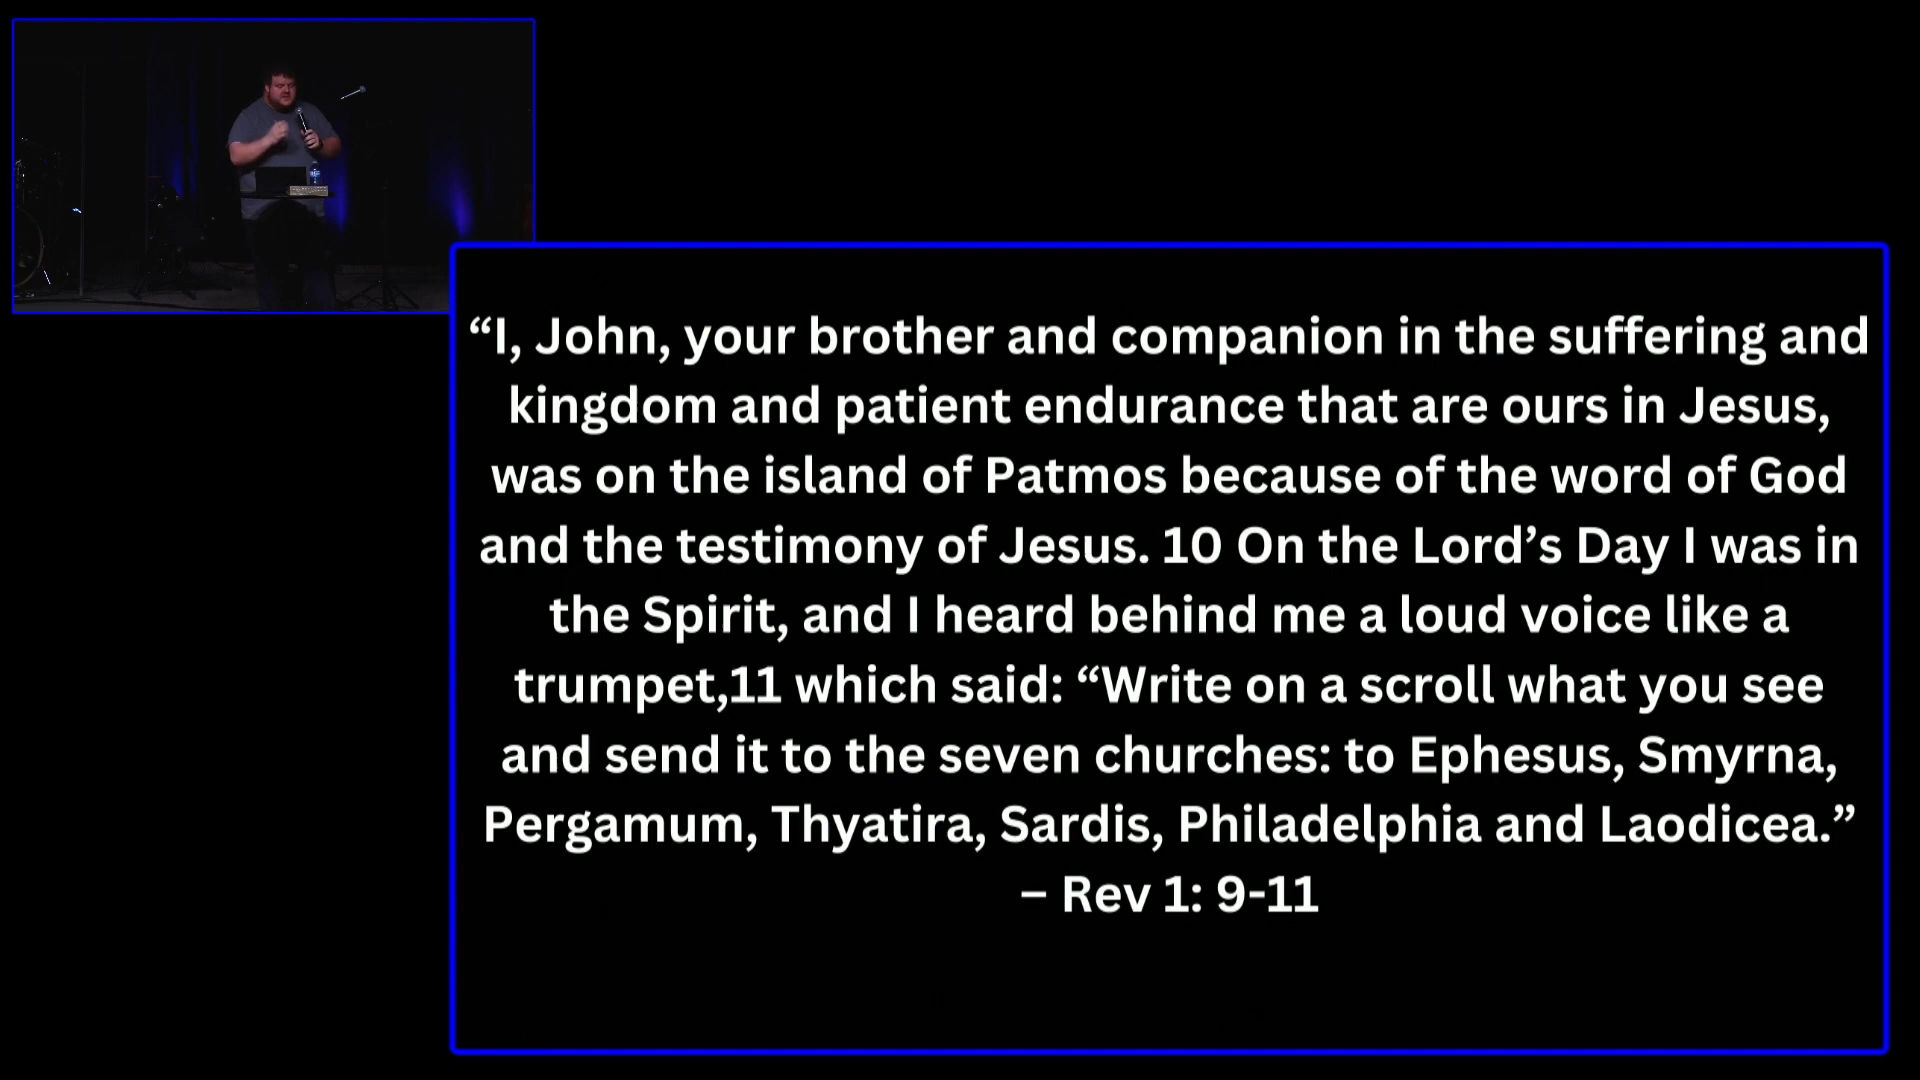 “I, John, your brother and companion in the suffering and
kingdom and patient endurance that are ours in Jesus,
was on the island of Patmos because of the word of God
and the testimony of Jesus. 10 On the Lord’s Day I was in
the Spirit, and I heard behind me a loud voice like a
trumpet,11 which said: “Write on a scroll what you see
and send it to the seven churches: to Ephesus, Smyrna,
Pergamum, Thyatira, Sardis, Philadelphia and Laodicea.”
– Rev 1: 9-11